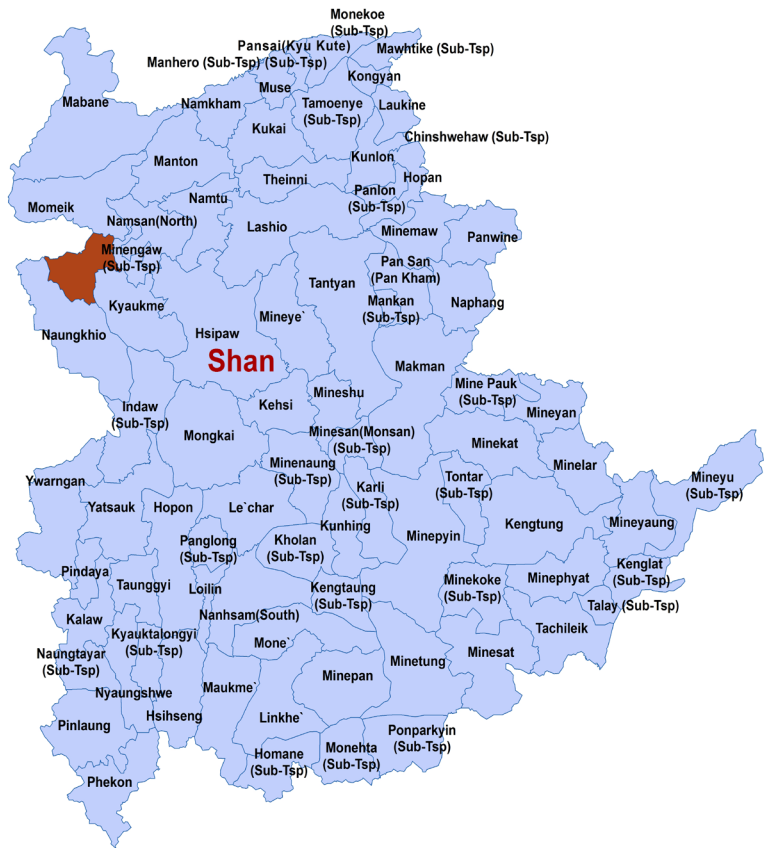 Monekoe
(Sub-Tsp)
Pansai(Kyu Kute)
Mawhtike (Sub-Tsp)
Manhero (Sub-Tsp) (Sub-Tsp)
Kongyan
Muse
Mabane
Namkham
Tamoenye
(Sub-Tsp)
Laukine
Kukai
Chinshwehaw (Sub-Tsp)
Manton
Kunlon
Theinni
Hopan
Panlon
(Sub-Tsp)
Namtu
Momeik
Namsan(North)
Lashio
Minemaw
Panwine
Minengaw
(Sub-Tsp)
Pan San
(Pan Kham)
Tantyan
Mankan
(Sub-Tsp)
Naphang
Kyaukme
Mineye`
Naungkhio
Hsipaw
Shan
Makman
Mine Pauk
(Sub-Tsp)
Mineshu
Kehsi
Indaw
(Sub-Tsp)
Mineyan
Mongkai
Minesan(Monsan)
(Sub-Tsp)
Minekat
Minenaung
(Sub-Tsp)
Minelar
Ywarngan
Tontar
(Sub-Tsp)
Mineyu
(Sub-Tsp)
Karli
(Sub-Tsp)
Yatsauk
Hopon
Le`char
Kunhing
Kengtung
Mineyaung
Minepyin
Panglong
(Sub-Tsp)
Kholan
(Sub-Tsp)
Pindaya
Taunggyi
Loilin
Kengtaung
(Sub-Tsp)
Minekoke
(Sub-Tsp)
Minephyat
Kenglat
(Sub-Tsp)
Talay (Sub-Tsp)
Kalaw
Nanhsam(South)
Kyauktalongyi
(Sub-Tsp)
Mone`
Tachileik
Naungtayar
(Sub-Tsp)
Minesat
Minetung
Minepan
Maukme`
Nyaungshwe
Pinlaung
Hsihseng
Linkhe`
Ponparkyin
(Sub-Tsp)
Homane
(Sub-Tsp)
Monehta
(Sub-Tsp)
Phekon